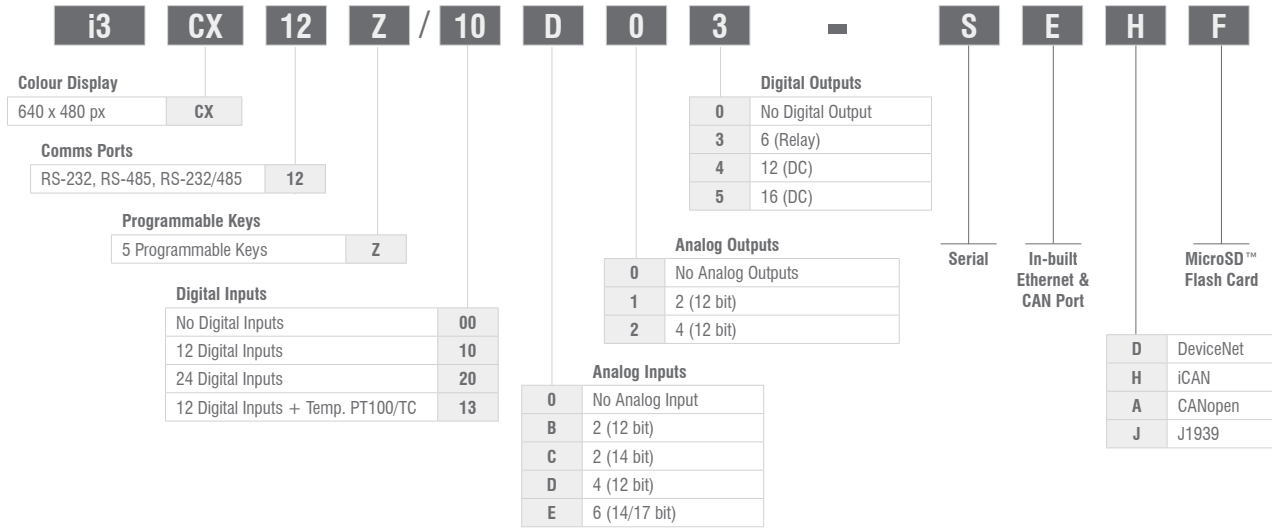 i3 CX 12 Z / 10 D 0 3 - S E H F
Colour Display
640 x 480 px CX
Comms Ports
RS-232, RS-485, RS-232/485 12
Programmable Keys
5 Programmable Keys Z
Digital Inputs
No Digital Inputs 00
12 Digital Inputs 10
24 Digital Inputs 20
12 Digital Inputs + Temp. PT100/TC 13
Analog Inputs
0 No Analog Input
B 2 (12 bit)
C 2 (14 bit)
D 4 (12 bit)
E 6 (14/17 bit)
Analog Outputs
0 No Analog Outputs
1 2 (12 bit)
2 4 (12 bit)
Digital Outputs
0 No Digital Output
3 6 (Relay)
4 12 (DC)
5 16 (DC)
Serial
In-built
Ethernet &
CAN Port
D DeviceNet
H iCAN
A CANopen
J J1939
MicroSD™
Flash Card